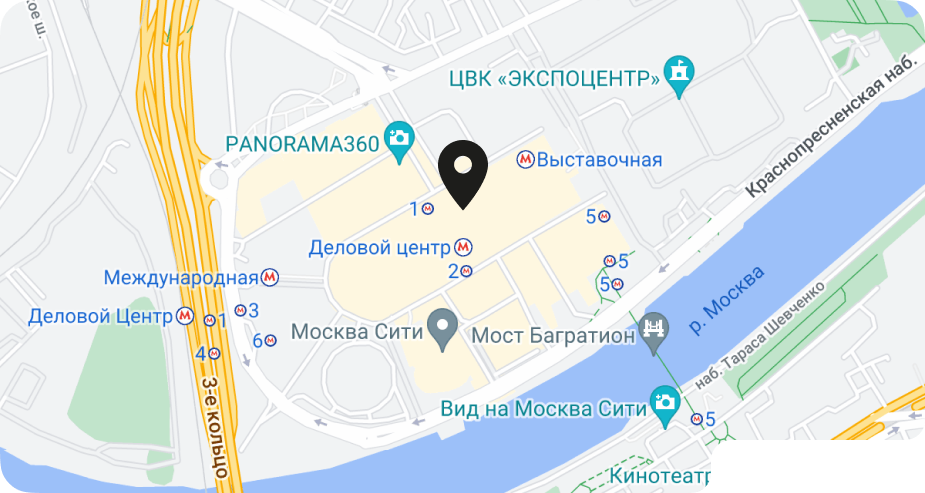 кое ш.
ЦВК «ЭКСПОЦЕНТР»
Краснопресненская наб.
PANORAMA360
М Выставочная
1 М
5 М
Деловой центр М
2 М
М 5
5 М
Международная М
р. Москва
М 3
Деловой Центр М
М 1
6 М
Москва Сити
Мост Багратион
наб. Тараса Шевченко
4 М
3-е кольцо
Вид на Москва Сити
М 5
Кинотеатр